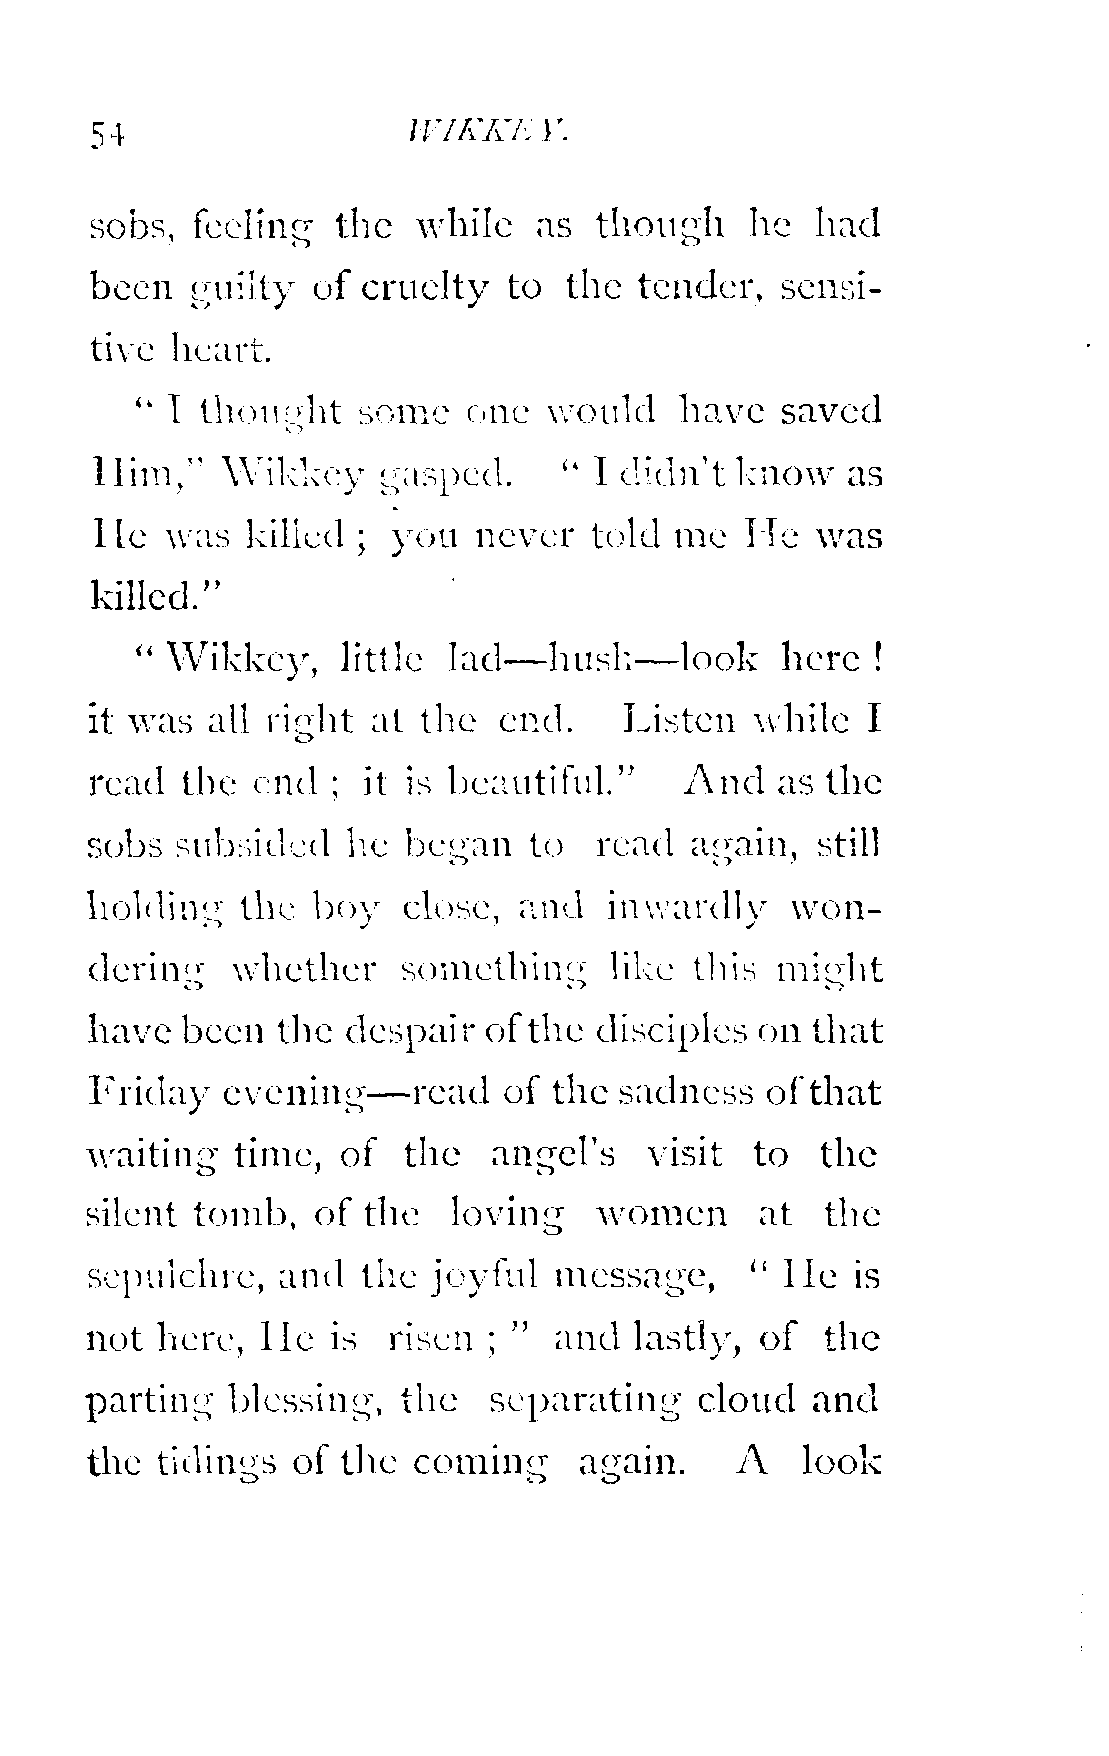 54 WIKKEY.
sobs, feeling the while as though he had
been guilty of cruelty to the tender, sensi-
tive heart.
“ I thought some one would have saved
Him,” Wikkey gasped. “ I didn’t know as
He was killed ; you never told me He was
killed.”
“ Wikkey, little lad—hush—look here !
it was all right at the end. Listen while I
read the end ; it is beautiful.” And as the
sobs subsided he began to read again, still
holding the boy close, and inwardly won-
dering whether something like this might
have been the despair of the disciples on that
Friday evening—read of the sadness of that
waiting time, of the angel’s visit to the
silent tomb, of the loving women at the
sepulchre, and the joyful message, “ He is
not here, He is risen ; ” and lastly, of the
parting blessing, the separating cloud and
the tidings of the coming again. A look